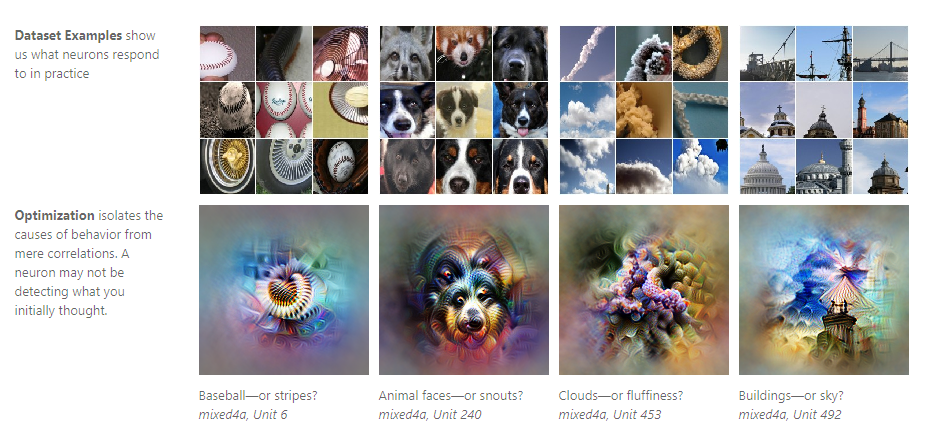 Dataset Examples show
us what neurons respond
to in practice
Optimization isolates the
causes of behavior from
mere correlations. A
neuron may not be
detecting what you
initially thought.
Baseball—or stripes?
mixed4a, Unit 6
Animal faces—or snouts?
mixed4a, Unit 240
Clouds—or fluffiness?
mixed4a, Unit 453
Buildings—or sky?
mixed4a, Unit 492